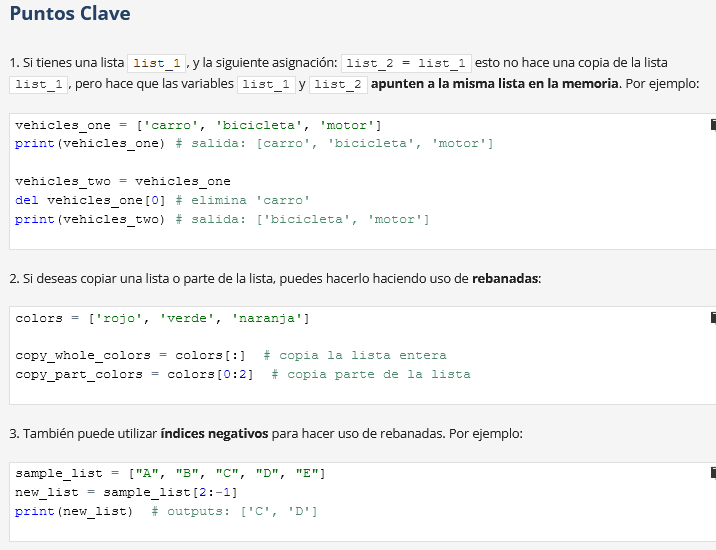 Puntos Clave
1. Si tienes una lista list_1 , y la siguiente asignación: list_2 = list_1 esto no hace una copia de la lista
list_1 , pero hace que las variables list_1 y list_2 apunten a la misma lista en la memoria. Por ejemplo:
vehicles_one = ['carro', 'bicicleta', 'motor']
print(vehicles_one) # salida: [carro', 'bicicleta', 'motor']
vehicles_two = vehicles_one
del vehicles_one[0] # elimina 'carro'
print(vehicles_two) # salida: ['bicicleta', 'motor']
2. Si deseas copiar una lista o parte de la lista, puedes hacerlo haciendo uso de rebanadas:
colors = ['rojo', 'verde', 'naranja']
copy_whole_colors = colors[:]  # copia la lista entera
copy_part_colors = colors[0:2]  # copia parte de la lista
3. También puede utilizar índices negativos para hacer uso de rebanadas. Por ejemplo:
sample_list = ["A", "B", "C", "D", "E"]
new_list = sample_list[2:-1]
print(new_list)  # outputs: ['C', 'D']